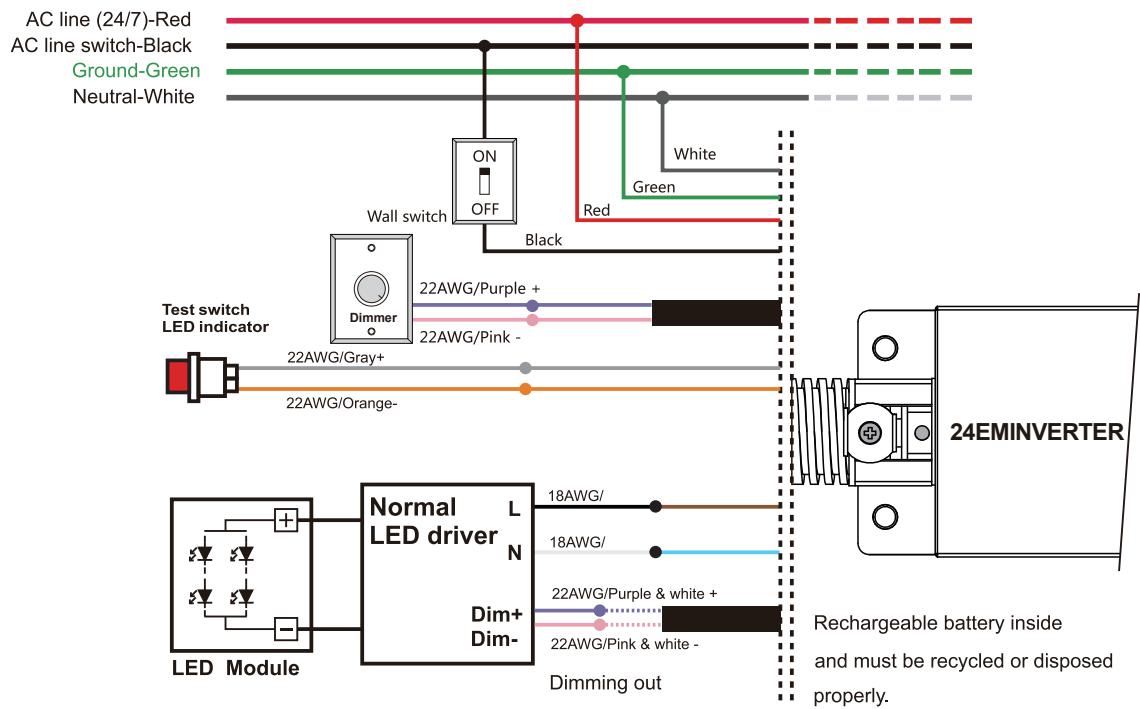 AC line (24/7)-Red
AC line switch-Black
Ground-Green
Neutral-White
White
Green
Red
Black
ON
OFF
Wall switch
Dimmer
22AWG/Purple +
22AWG/Pink -
Test switch
LED indicator
22AWG/Gray+
22AWG/Orange-
24EMINVERTER
Normal
LED driver
L
N
18AWG/
18AWG/
+
-
Dim+
Dim-
22AWG/Purple & white +
22AWG/Pink & white -
LED Module
Dimming out
Rechargeable battery inside
and must be recycled or disposed
properly.